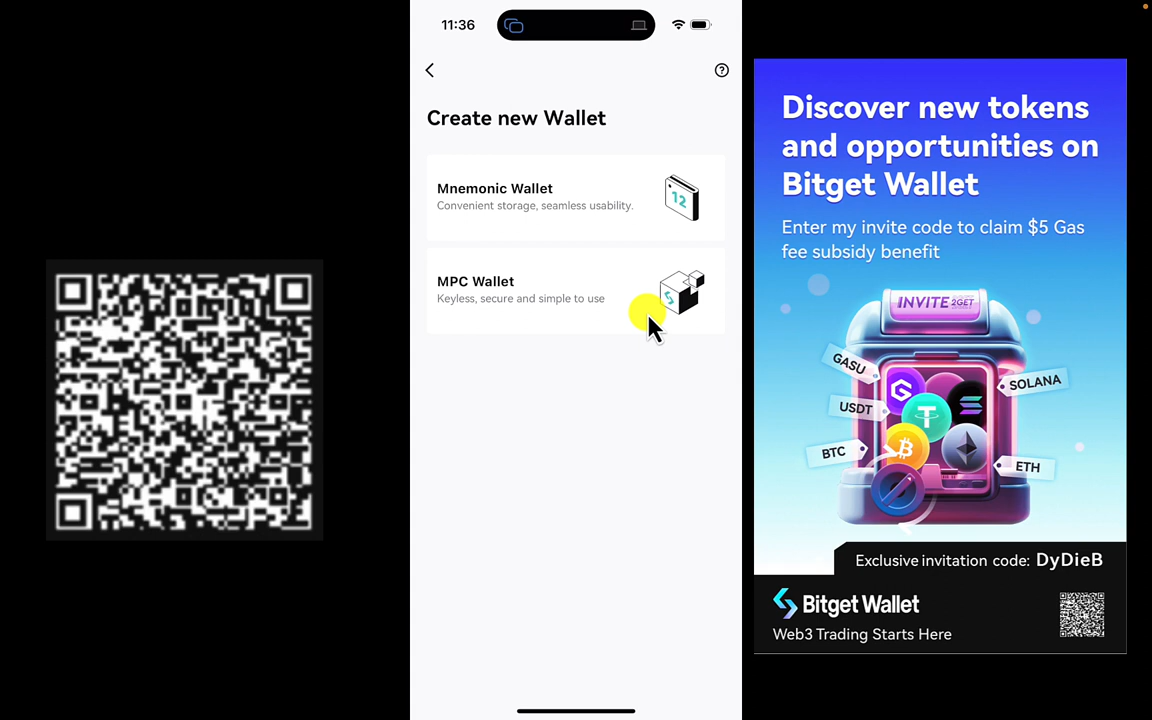 11:36
Create new Wallet
Mnemonic Wallet
Convenient storage, seamless usability.
12
MPC Wallet
Keyless, secure and simple to use
Discover new tokens
and opportunities on
Bitget Wallet
Enter my invite code to claim $5 Gas
fee subsidy benefit
INVITE 2GET
GASU
SOLANA
USDT
BTC
ETH
Exclusive invitation code: DyDieB
Bitget Wallet
Web3 Trading Starts Here